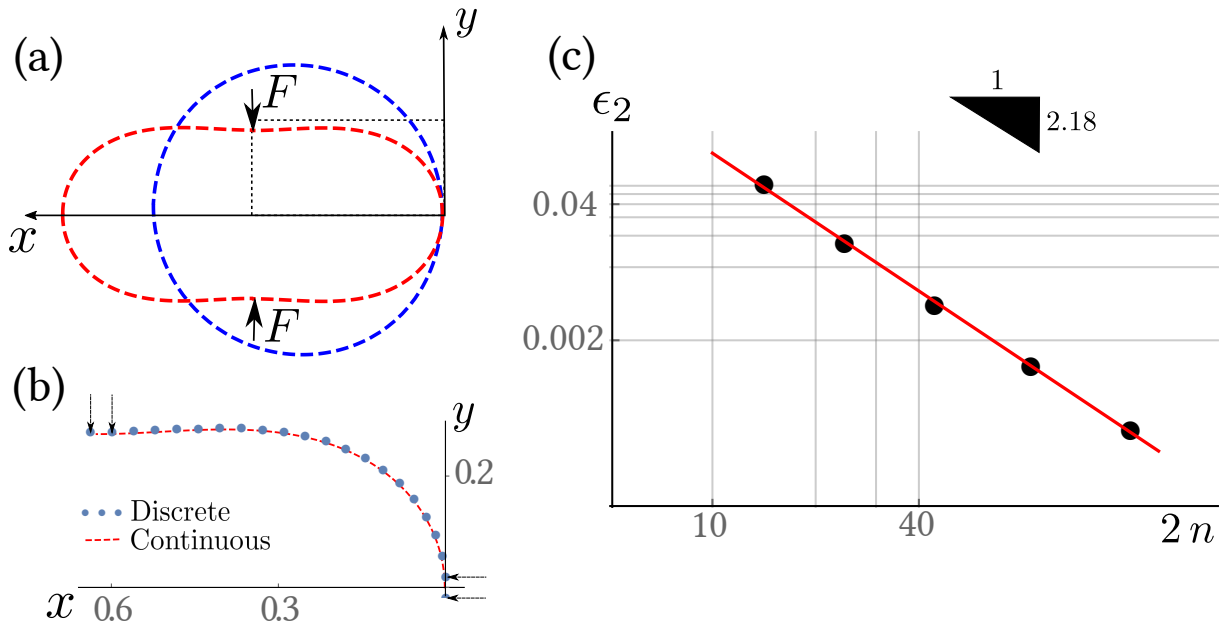 (a)
y
F
x
F
(b)
y
0.2
Discrete
Continuous
x
0.6
0.3
(c)
1
2.18
ϵ2
0.04
0.002
10
40
2 n